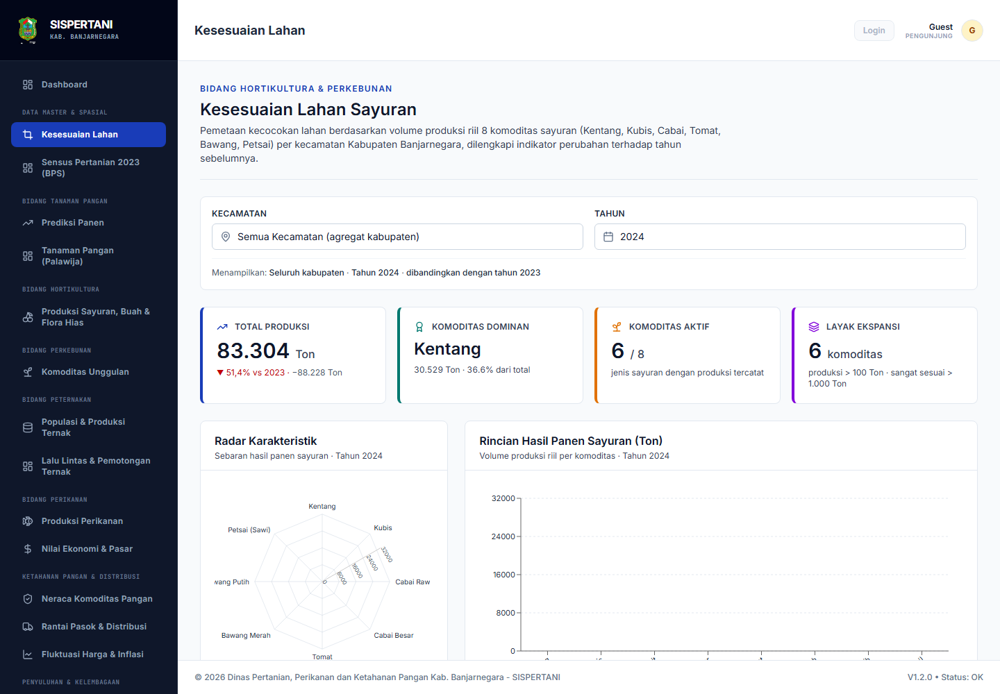 SISPERTANI
KAB. BANJARNEGARA
Dashboard
DATA MASTER & SPASIAL
Kesesuaian Lahan
Sensus Pertanian 2023
(BPS)
BIDANG TANAMAN PANGAN
Prediksi Panen
Tanaman Pangan
(Palawija)
BIDANG HORTIKULTURA
Produksi Sayuran, Buah &
Flora Hias
BIDANG PERKEBUNAN
Komoditas Unggulan
BIDANG PETERNAKAN
Populasi & Produksi
Ternak
Lalu Lintas & Pemotongan
Ternak
BIDANG PERIKANAN
Produksi Perikanan
Nilai Ekonomi & Pasar
KETAHANAN PANGAN & DISTRIBUSI
Neraca Komoditas Pangan
Rantai Pasok & Distribusi
Fluktuasi Harga & Inflasi
PENYULUHAN & KELEMBAGAAN
Kesesuaian Lahan
Login
Guest
PENGUNJUNG
G
BIDANG HORTIKULTURA & PERKEBUNAN
Kesesuaian Lahan Sayuran
Pemetaan kecocokan lahan berdasarkan volume produksi riil 8 komoditas sayuran (Kentang, Kubis, Cabai, Tomat,
Bawang, Petsai) per kecamatan Kabupaten Banjarnegara, dilengkapi indikator perubahan terhadap tahun
sebelumnya.
KECAMATAN
Semua Kecamatan (agregat kabupaten)
TAHUN
2024
Menampilkan: Seluruh kabupaten · Tahun 2024 · dibandingkan dengan tahun 2023
TOTAL PRODUKSI
83.304 Ton
▼ 51,4% vs 2023 · −88.228 Ton
KOMODITAS DOMINAN
Kentang
30.529 Ton · 36.6% dari total
KOMODITAS AKTIF
6 / 8
jenis sayuran dengan produksi tercatat
LAYAK EKSPANSI
6 komoditas
produksi > 100 Ton · sangat sesuai >
1.000 Ton
Radar Karakteristik
Sebaran hasil panen sayuran · Tahun 2024
Kentang
Petsai (Sawi)
Kubis
32000
24000
16000
8000
0
wang Putih
Cabai Raw
Bawang Merah
Cabai Besar
Tomat
Rincian Hasil Panen Sayuran (Ton)
Volume produksi riil per komoditas · Tahun 2024
32000
24000
16000
8000
0
© 2026 Dinas Pertanian, Perikanan dan Ketahanan Pangan Kab. Banjarnegara - SISPERTANI
V1.2.0 • Status: OK